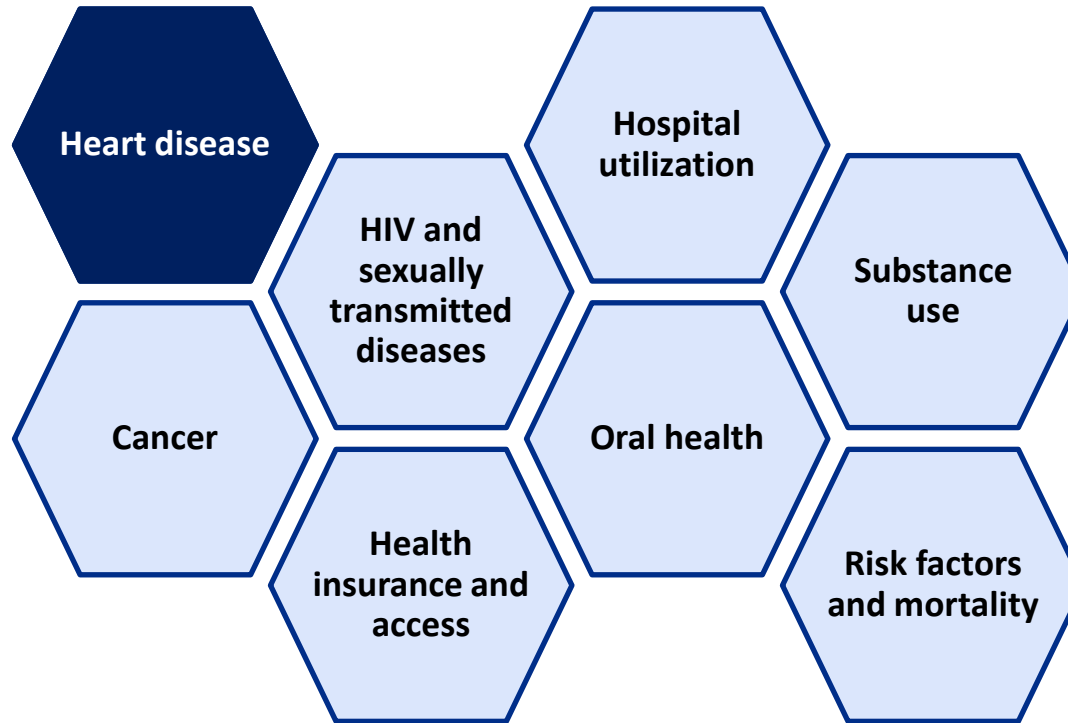 Heart disease
Hospital
utilization
HIV and
sexually
transmitted
diseases
Substance
use
Cancer
Oral health
Health
insurance and
access
Risk factors
and mortality